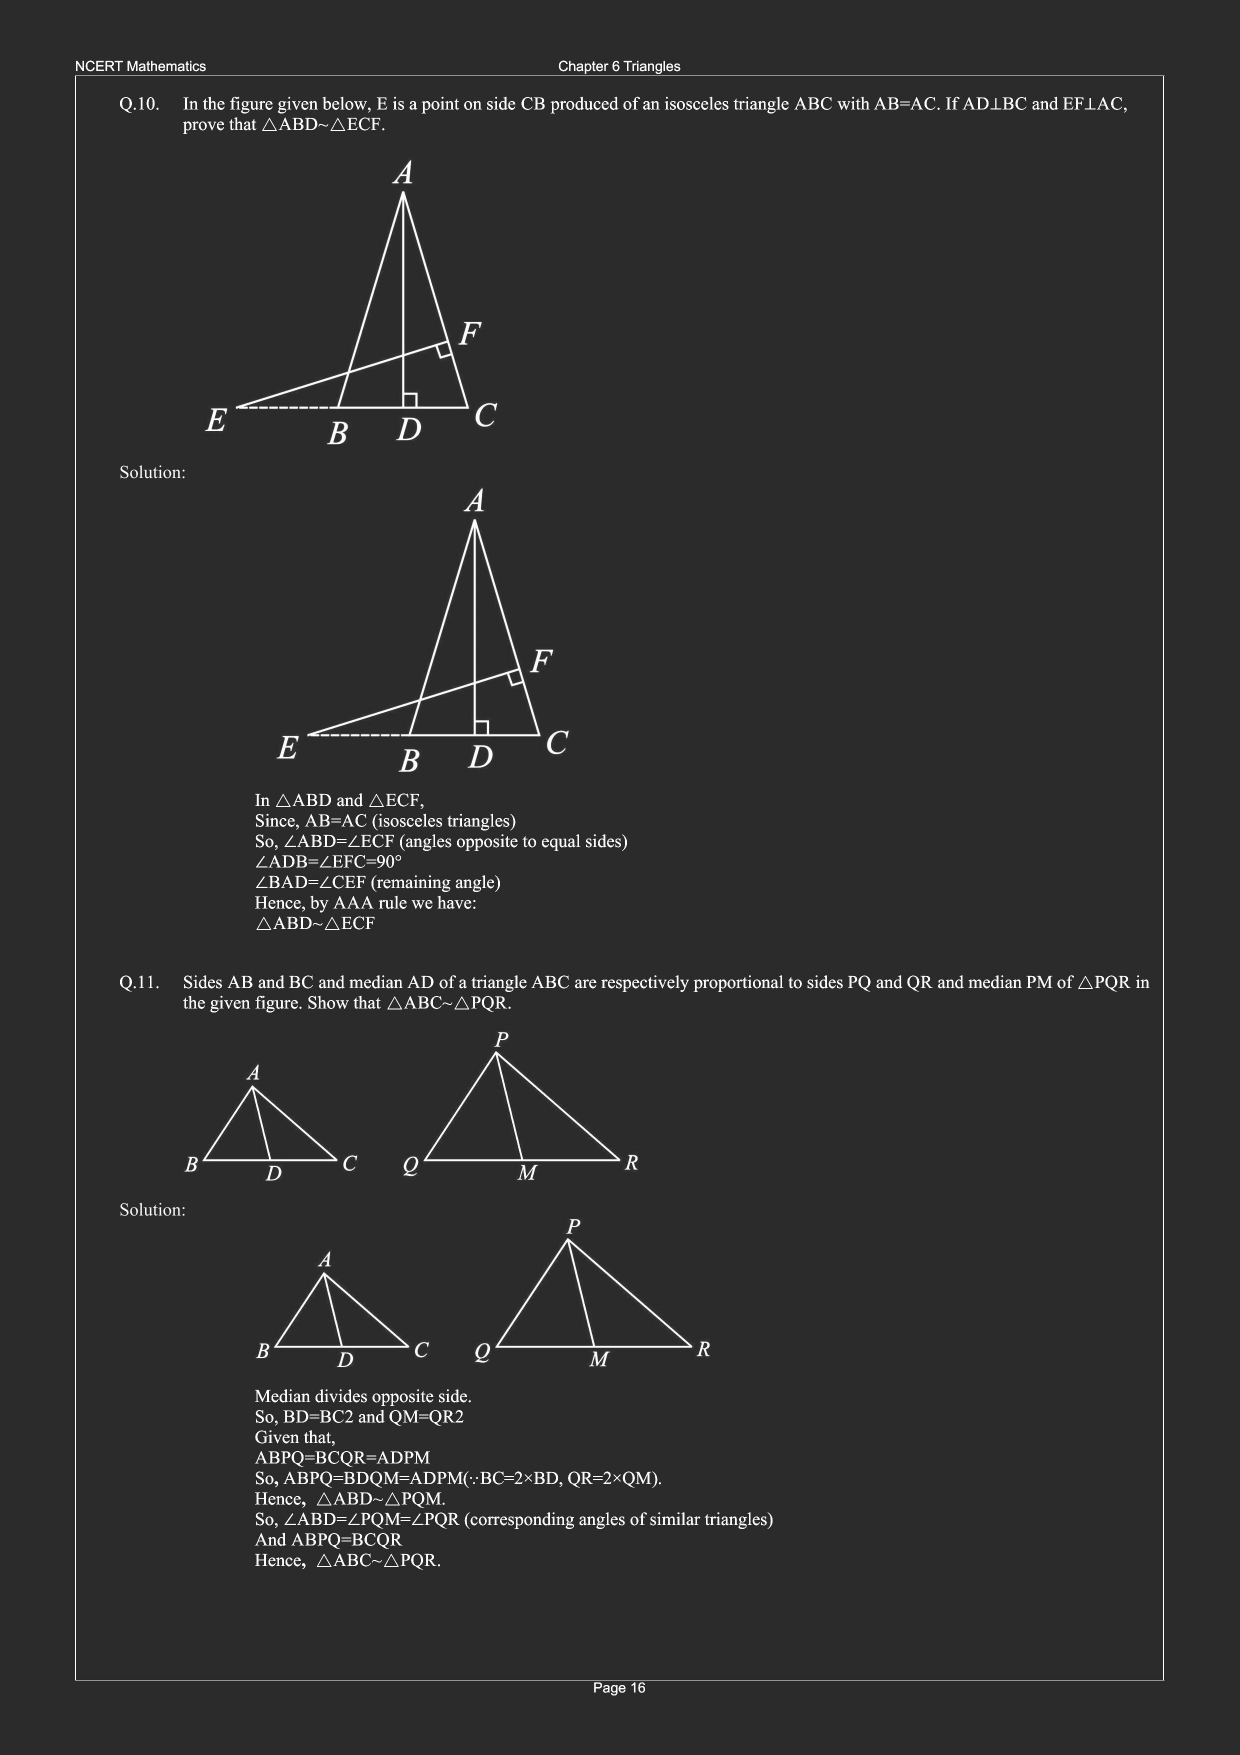 NCERT Mathematics
Chapter 6 Triangles
Q.10. In the figure given below, E is a point on side CB produced of an isosceles triangle ABC with AB=AC. If AD⊥BC and EF⊥AC,
prove that △ABD~△ECF.
A
F
E
B
D
C
Solution:
A
F
E
B
D
C
In △ABD and △ECF,
Since, AB=AC (isosceles triangles)
So, ∠ABD=∠ECF (angles opposite to equal sides)
∠ADB=∠EFC=90°
∠BAD=∠CEF (remaining angle)
Hence, by AAA rule we have:
△ABD~△ECF
Q.11. Sides AB and BC and median AD of a triangle ABC are respectively proportional to sides PQ and QR and median PM of △PQR in
the given figure. Show that △ABC~△PQR.
A
B
D
C
P
Q
M
R
Solution:
A
B
D
C
P
Q
M
R
Median divides opposite side.
So, BD=BC2 and QM=QR2
Given that,
ABPQ=BCQR=ADPM
So, ABPQ=BDQM=ADPM(∵BC=2×BD, QR=2×QM).
Hence, △ABD~△PQM.
So, ∠ABD=∠PQM=∠PQR (corresponding angles of similar triangles)
And ABPQ=BCQR
Hence, △ABC~△PQR.
Page 16